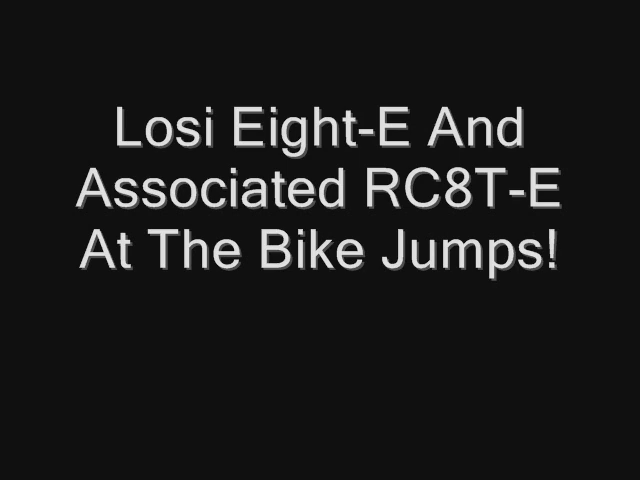 Losi Eight-E And
Associated RC8T-E
At The Bike Jumps!